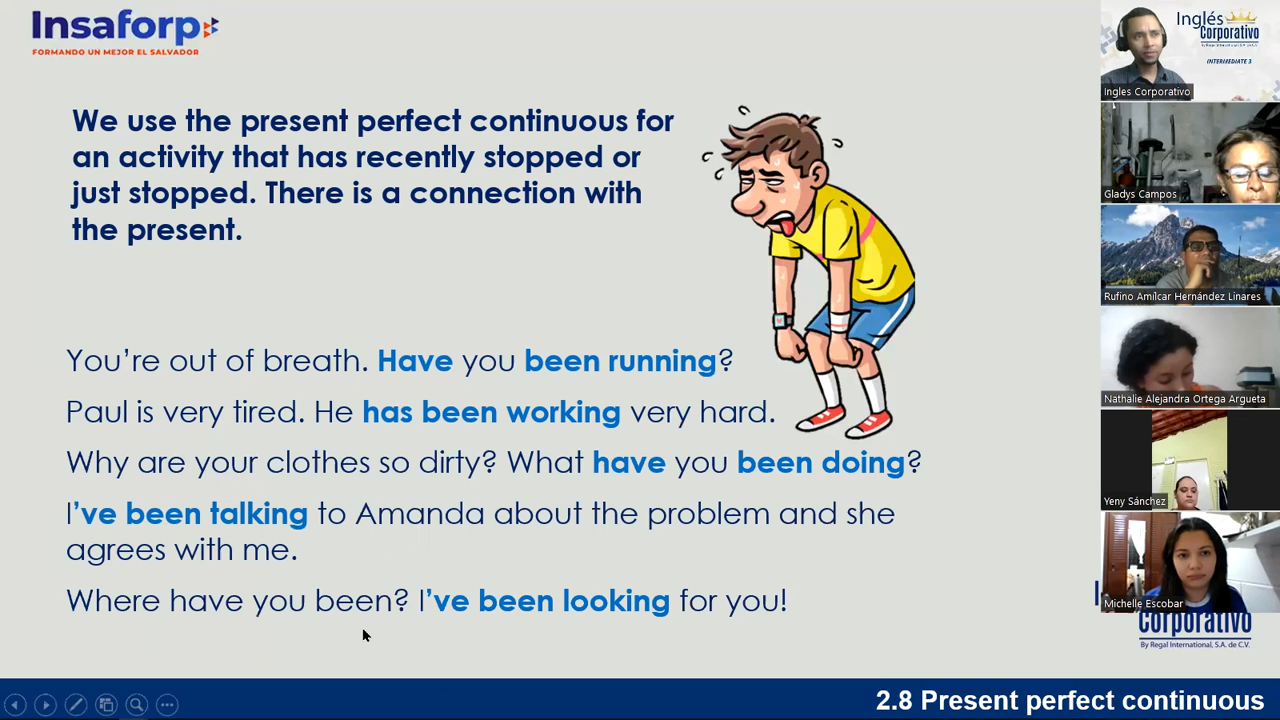 Insaforp
FORMANDO UN MEJOR EL SALVADOR
We use the present perfect continuous for
an activity that has recently stopped or
just stopped. There is a connection with
the present.
You’re out of breath. Have you been running?
Paul is very tired. He has been working very hard.
Why are your clothes so dirty? What have you been doing?
I’ve been talking to Amanda about the problem and she
agrees with me.
Where have you been? I’ve been looking for you!
Inglés
Corporativo
By Regal International, S.A. de C.V.
INTERMEDIATE 3
Ingles Corporativo
Gladys Campos
Rufino Amílcar Hernández Linares
Nathalie Alejandra Ortega Argueta
Yeny Sánchez
Michelle Escobar
Corporativo
By Regal International, S.A. de C.V.
2.8 Present perfect continuous